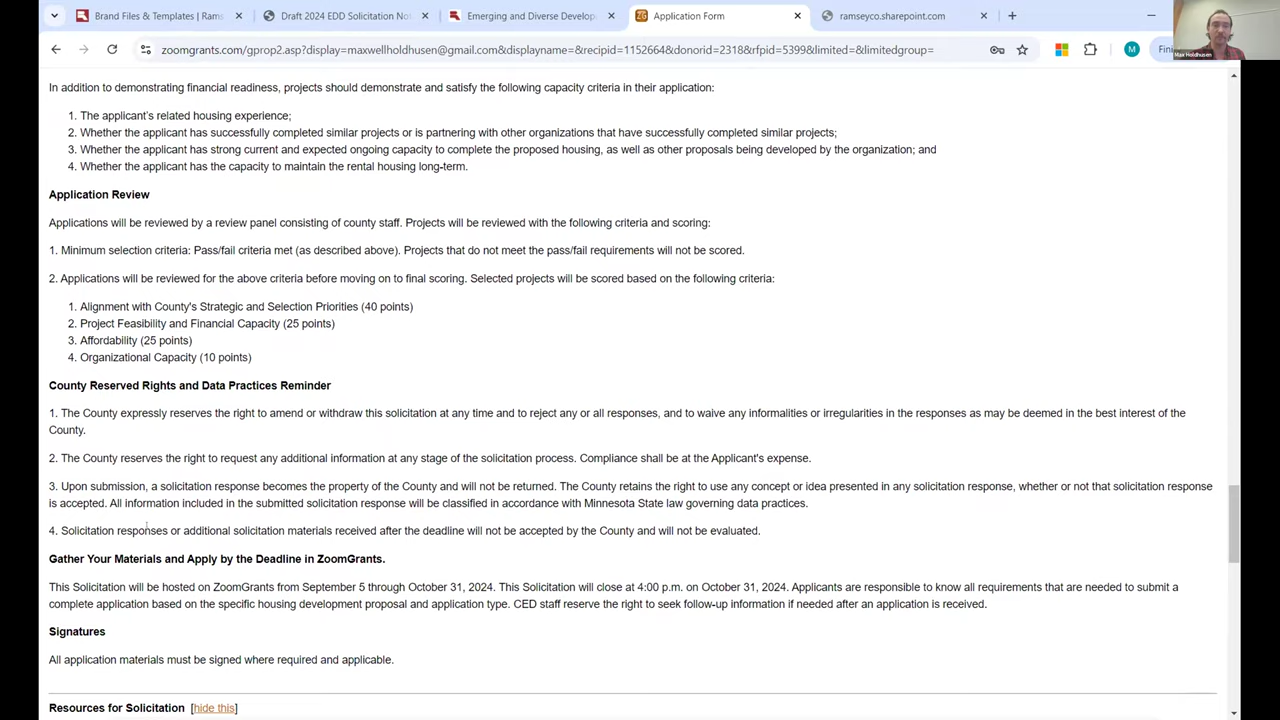 Brand Files & Templates | Rams
Draft 2024 EDD Solicitation No
Emerging and Diverse Develop
ZG
Application Form
ramseyco.sharepoint.com
zoomgrants.com/gprop2.asp?display=maxwellholdhusen@gmail.com&displayname=&recipid=1152664&donorid=2318&rfpid=5399&limited=&limitedgroup=
M
Fini
Max Holdhusen
In addition to demonstrating financial readiness, projects should demonstrate and satisfy the following capacity criteria in their application:
1. The applicant's related housing experience;
2. Whether the applicant has successfully completed similar projects or is partnering with other organizations that have successfully completed similar projects;
3. Whether the applicant has strong current and expected ongoing capacity to complete the proposed housing, as well as other proposals being developed by the organization; and
4. Whether the applicant has the capacity to maintain the rental housing long-term.
Application Review
Applications will be reviewed by a review panel consisting of county staff. Projects will be reviewed with the following criteria and scoring:
1. Minimum selection criteria: Pass/fail criteria met (as described above). Projects that do not meet the pass/fail requirements will not be scored.
2. Applications will be reviewed for the above criteria before moving on to final scoring. Selected projects will be scored based on the following criteria:
1. Alignment with County's Strategic and Selection Priorities (40 points)
2. Project Feasibility and Financial Capacity (25 points)
3. Affordability (25 points)
4. Organizational Capacity (10 points)
County Reserved Rights and Data Practices Reminder
1. The County expressly reserves the right to amend or withdraw this solicitation at any time and to reject any or all responses, and to waive any informalities or irregularities in the responses as may be deemed in the best interest of the
County.
2. The County reserves the right to request any additional information at any stage of the solicitation process. Compliance shall be at the Applicant's expense.
3. Upon submission, a solicitation response becomes the property of the County and will not be returned. The County retains the right to use any concept or idea presented in any solicitation response, whether or not that solicitation response
is accepted. All information included in the submitted solicitation response will be classified in accordance with Minnesota State law governing data practices.
4. Solicitation responses or additional solicitation materials received after the deadline will not be accepted by the County and will not be evaluated.
Gather Your Materials and Apply by the Deadline in ZoomGrants.
This Solicitation will be hosted on ZoomGrants from September 5 through October 31, 2024. This Solicitation will close at 4:00 p.m. on October 31, 2024. Applicants are responsible to know all requirements that are needed to submit a
complete application based on the specific housing development proposal and application type. CED staff reserve the right to seek follow-up information if needed after an application is received.
Signatures
All application materials must be signed where required and applicable.
Resources for Solicitation [hide this]